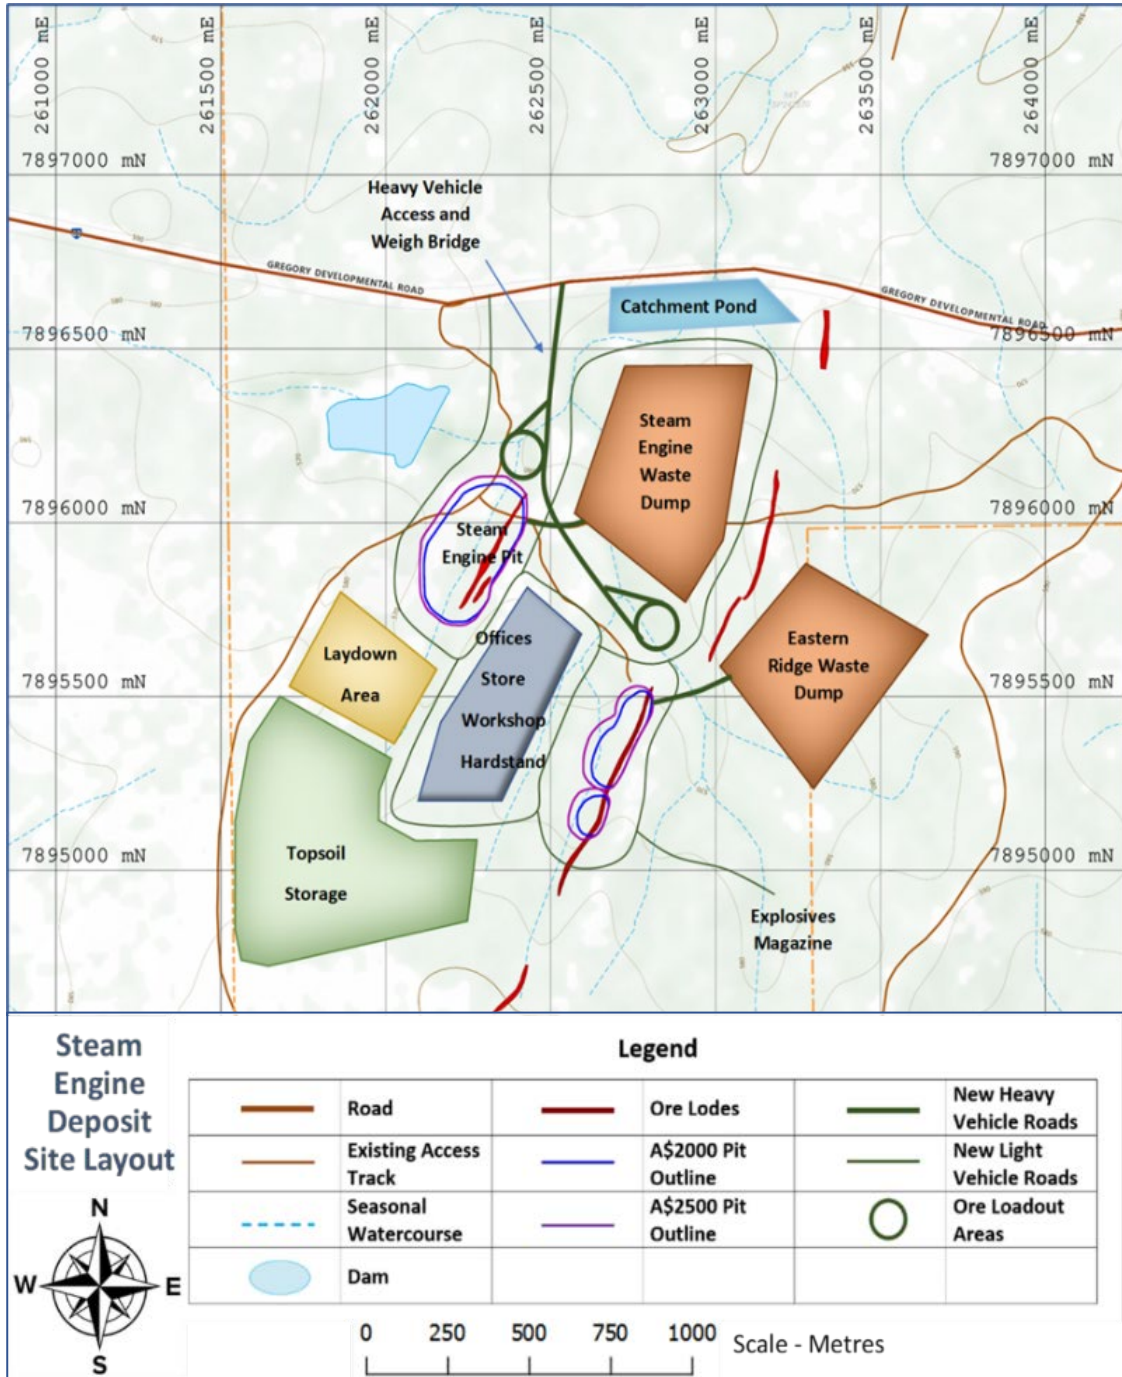 261000 mE
261500 mE
262000 mE
262500 mE
263000 mE
263500 mE
264000 mE
7897000 mN
7897000 mN
Heavy Vehicle
Access and
Weigh Bridge
GREGORY DEVELOPMENTAL ROAD
GREGORY DEVELOPMENTAL ROAD
Catchment Pond
7896500 mN
7896500 mN
Steam
Engine
Waste
Dump
7896000 mN
7896000 mN
Steam
Engine Pit
Laydown
Area
Offices
Store
Workshop
Hardstand
Eastern
Ridge Waste
Dump
7895500 mN
7895500 mN
Topsoil
Storage
7895000 mN
7895000 mN
Explosives
Magazine
Steam
Engine
Deposit
Site Layout
N
W
E
S
Legend
Road
Ore Lodes
New Heavy
Vehicle Roads
Existing Access
Track
A$2000 Pit
Outline
New Light
Vehicle Roads
Seasonal
Watercourse
A$2500 Pit
Outline
Ore Loadout
Areas
Dam
0 250 500 750 1000
Scale - Metres